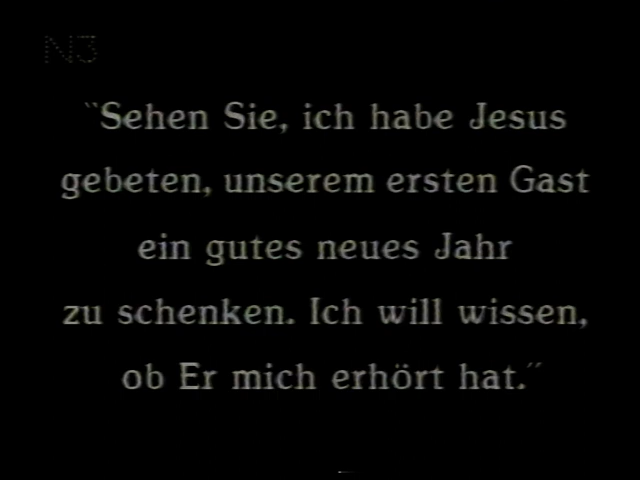 N3
"Sehen Sie, ich habe Jesus
gebeten, unserem ersten Gast
ein gutes neues Jahr
zu schenken. Ich will wissen,
ob Er mich erhört hat."